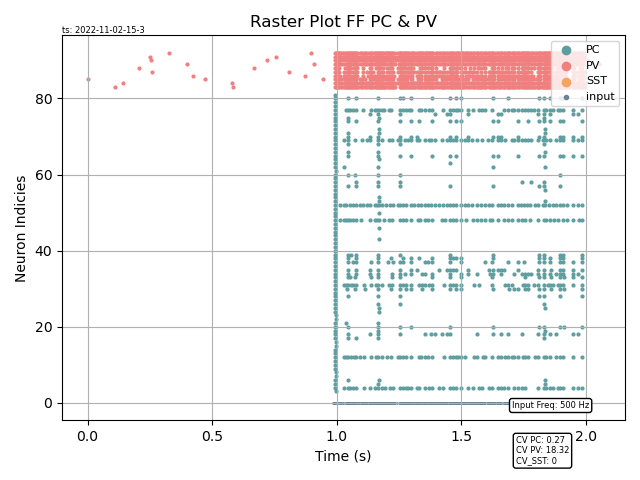 Raster Plot FF PC & PV
ts: 2022-11-02-15-3
PC
PV
SST
input
80
60
40
20
0
Neuron Indicies
Input Freq: 500 Hz
0.0 0.5 1.0 1.5 2.0
Time (s)
CV PC: 0.27
CV PV: 18.32
CV_SST: 0